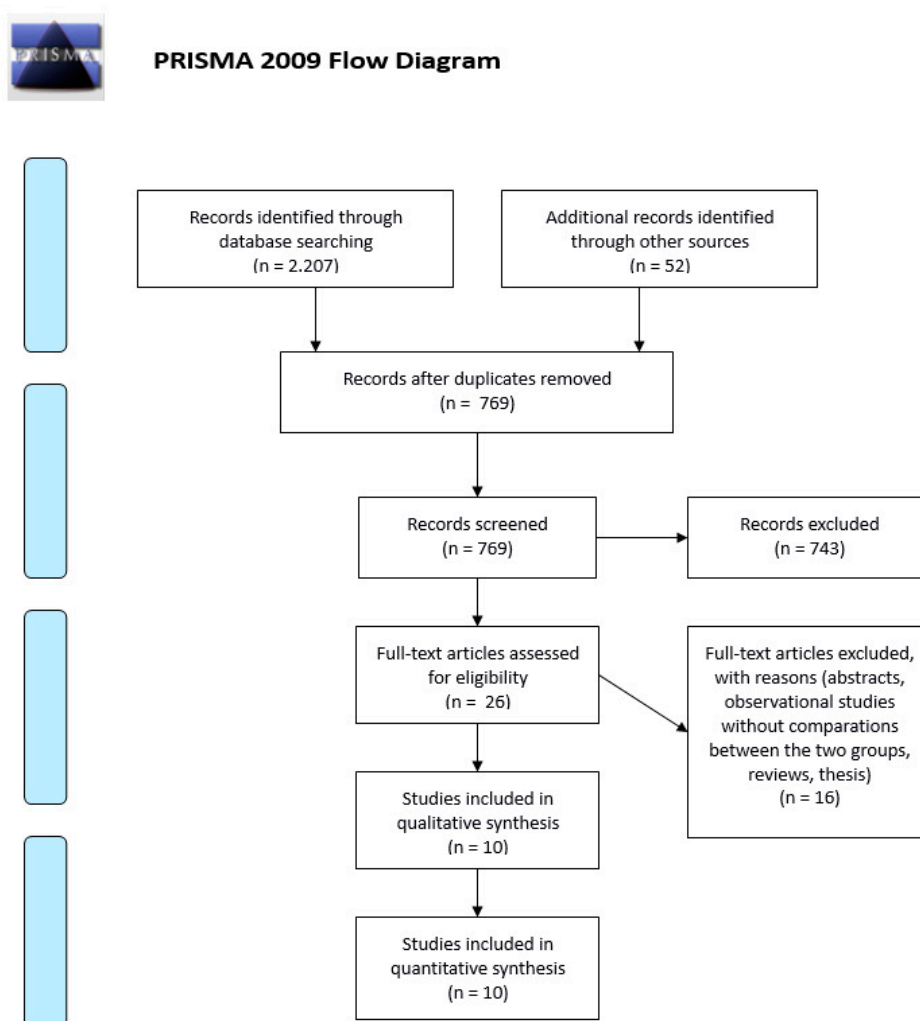 PRISMA
PRISMA 2009 Flow Diagram
Records identified through
database searching
(n = 2.207)
Additional records identified
through other sources
(n = 52)
Records after duplicates removed
(n = 769)
Records screened
(n = 769)
Records excluded
(n = 743)
Full-text articles assessed
for eligibility
(n = 26)
Full-text articles excluded,
with reasons (abstracts,
observational studies
without comparations
between the two groups,
reviews, thesis)
(n = 16)
Studies included in
qualitative synthesis
(n = 10)
Studies included in
quantitative synthesis
(n = 10)